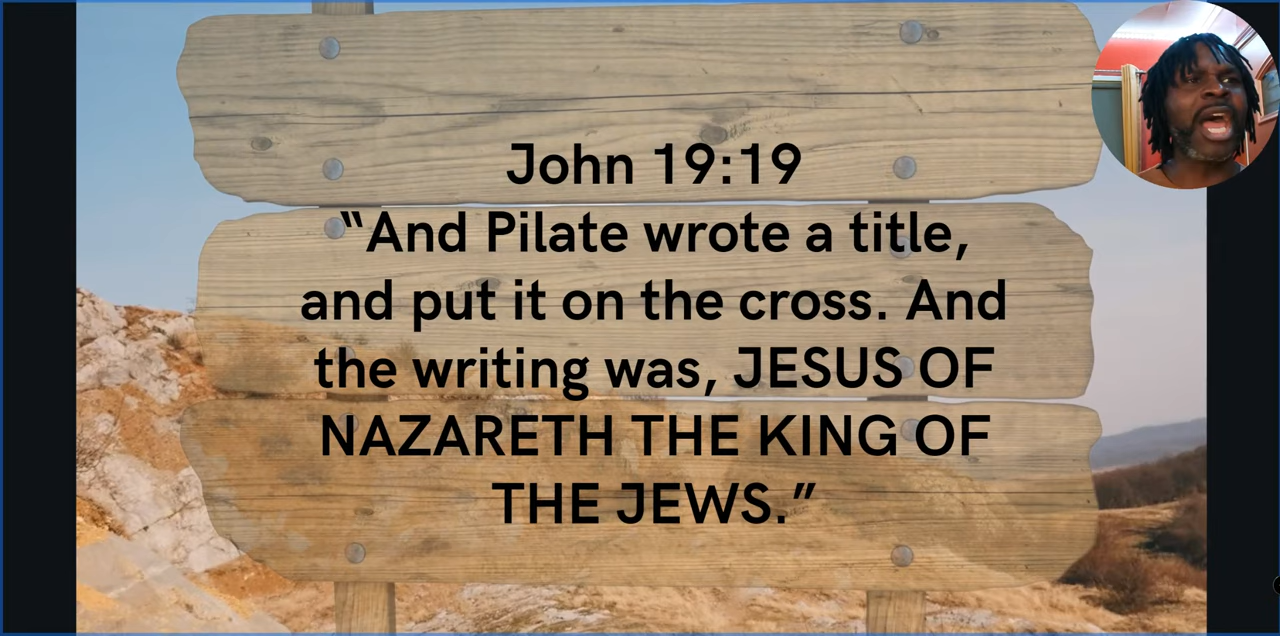 John 19:19
“And Pilate wrote a title,
and put it on the cross. And
the writing was, JESUS OF
NAZARETH THE KING OF
THE JEWS.”